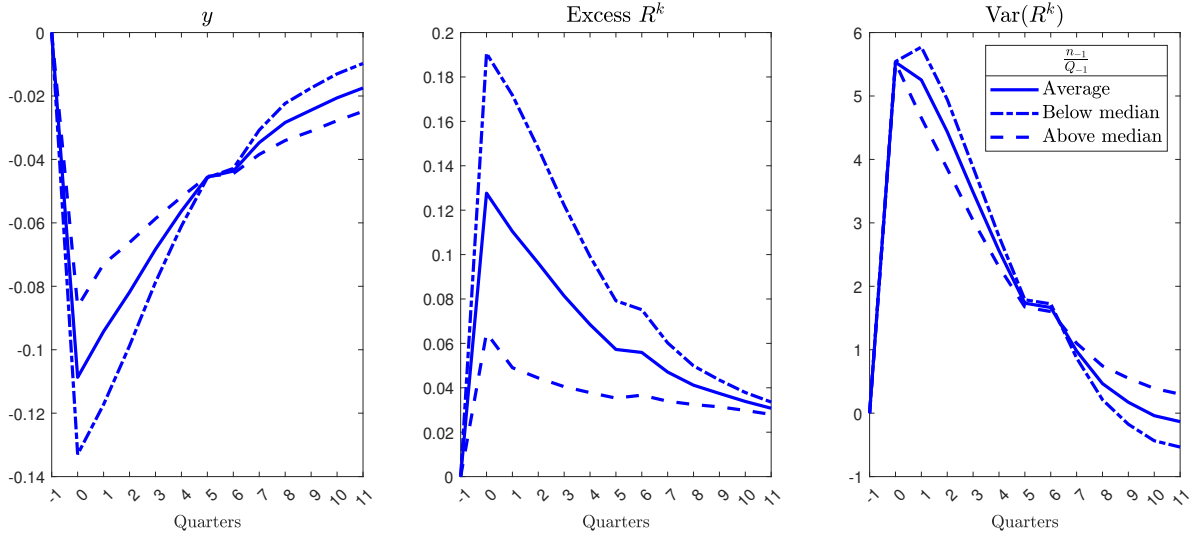 y
0
-0.02
-0.04
-0.06
-0.08
-0.1
-0.12
-0.14
-1 0 1 2 3 4 5 6 7 8 9 10 11
Quarters
Excess R^k
0.2
0.18
0.16
0.14
0.12
0.1
0.08
0.06
0.04
0.02
0
-1 0 1 2 3 4 5 6 7 8 9 10 11
Quarters
Var(R^k)
6
5
4
3
2
1
0
-1
-1 0 1 2 3 4 5 6 7 8 9 10 11
Quarters
n_{-1}
Q_{-1}
Average
Below median
Above median